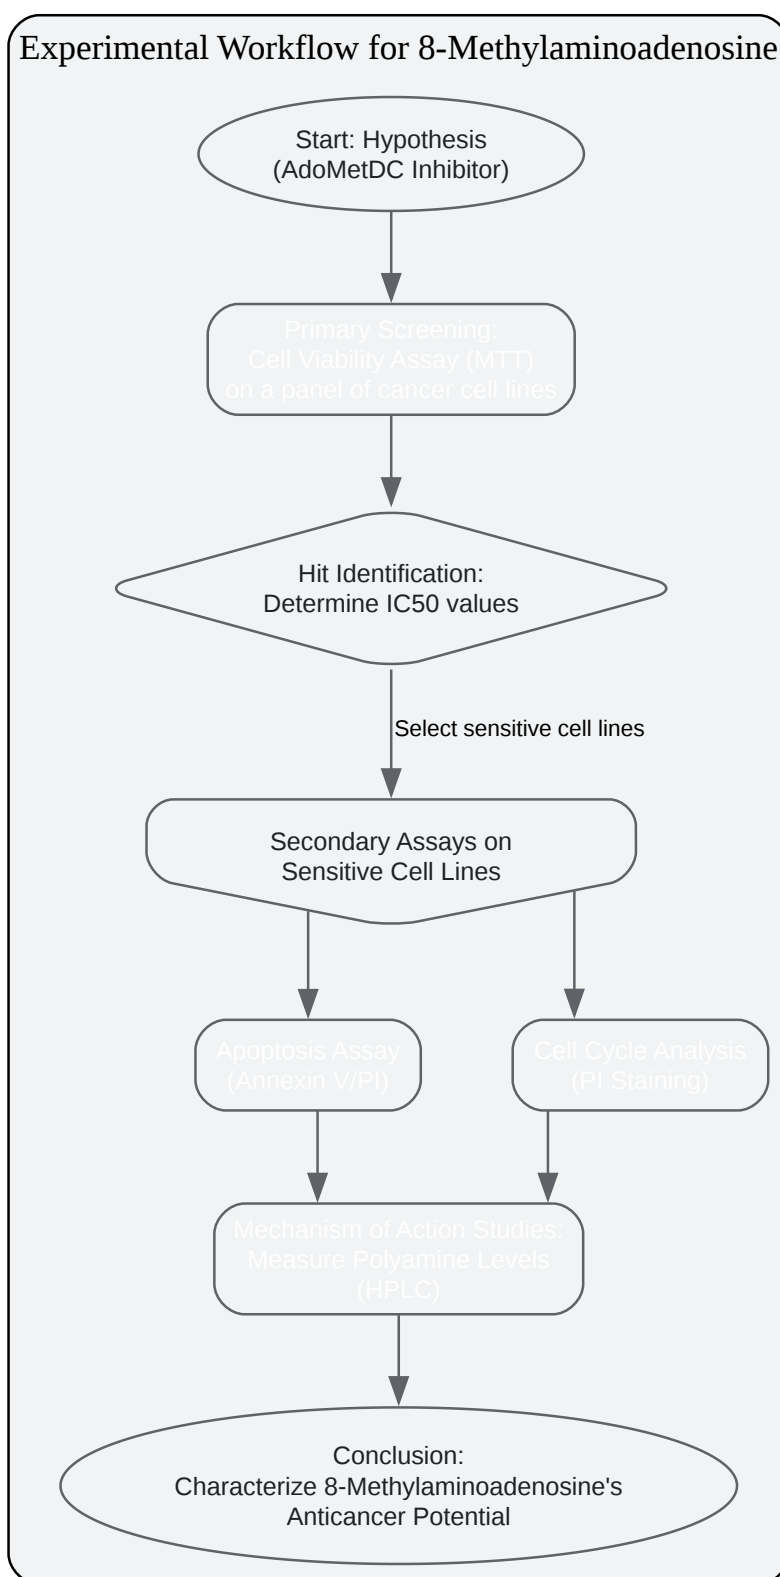 Experimental Workflow for 8-Methylaminoadenosine
Start: Hypothesis
(AdoMetDC Inhibitor)
Primary Screening:
Cell Viability Assay (MTT)
on a panel of cancer cell lines
Hit Identification:
Determine IC50 values
Select sensitive cell lines
Secondary Assays on
Sensitive Cell Lines
Apoptosis Assay
(Annexin V/PI)
Cell Cycle Analysis
(PI Staining)
Mechanism of Action Studies:
Measure Polyamine Levels
(HPLC)
Conclusion:
Characterize 8-Methylaminoadenosine's
Anticancer Potential